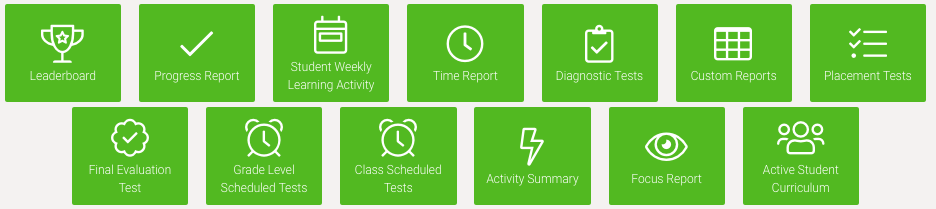 Leaderboard
Progress Report
Student Weekly
Learning Activity
Time Report
Diagnostic Tests
Custom Reports
Placement Tests
Final Evaluation
Test
Grade Level
Scheduled Tests
Class Scheduled
Tests
Activity Summary
Focus Report
Active Student
Curriculum